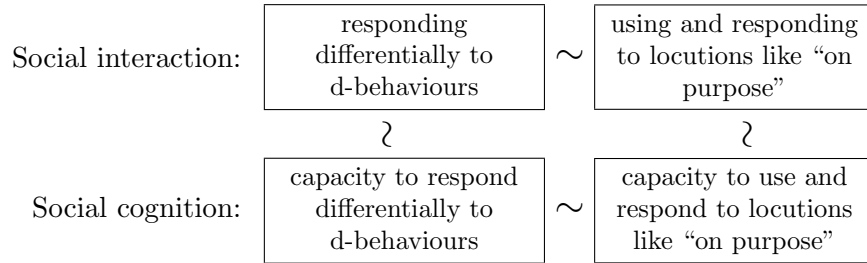 Social interaction:
responding
differentially to
d-behaviours
∼
using and responding
to locutions like “on
purpose”
∼
∼
Social cognition:
capacity to respond
differentially to
d-behaviours
∼
capacity to use and
respond to locutions
like “on purpose”